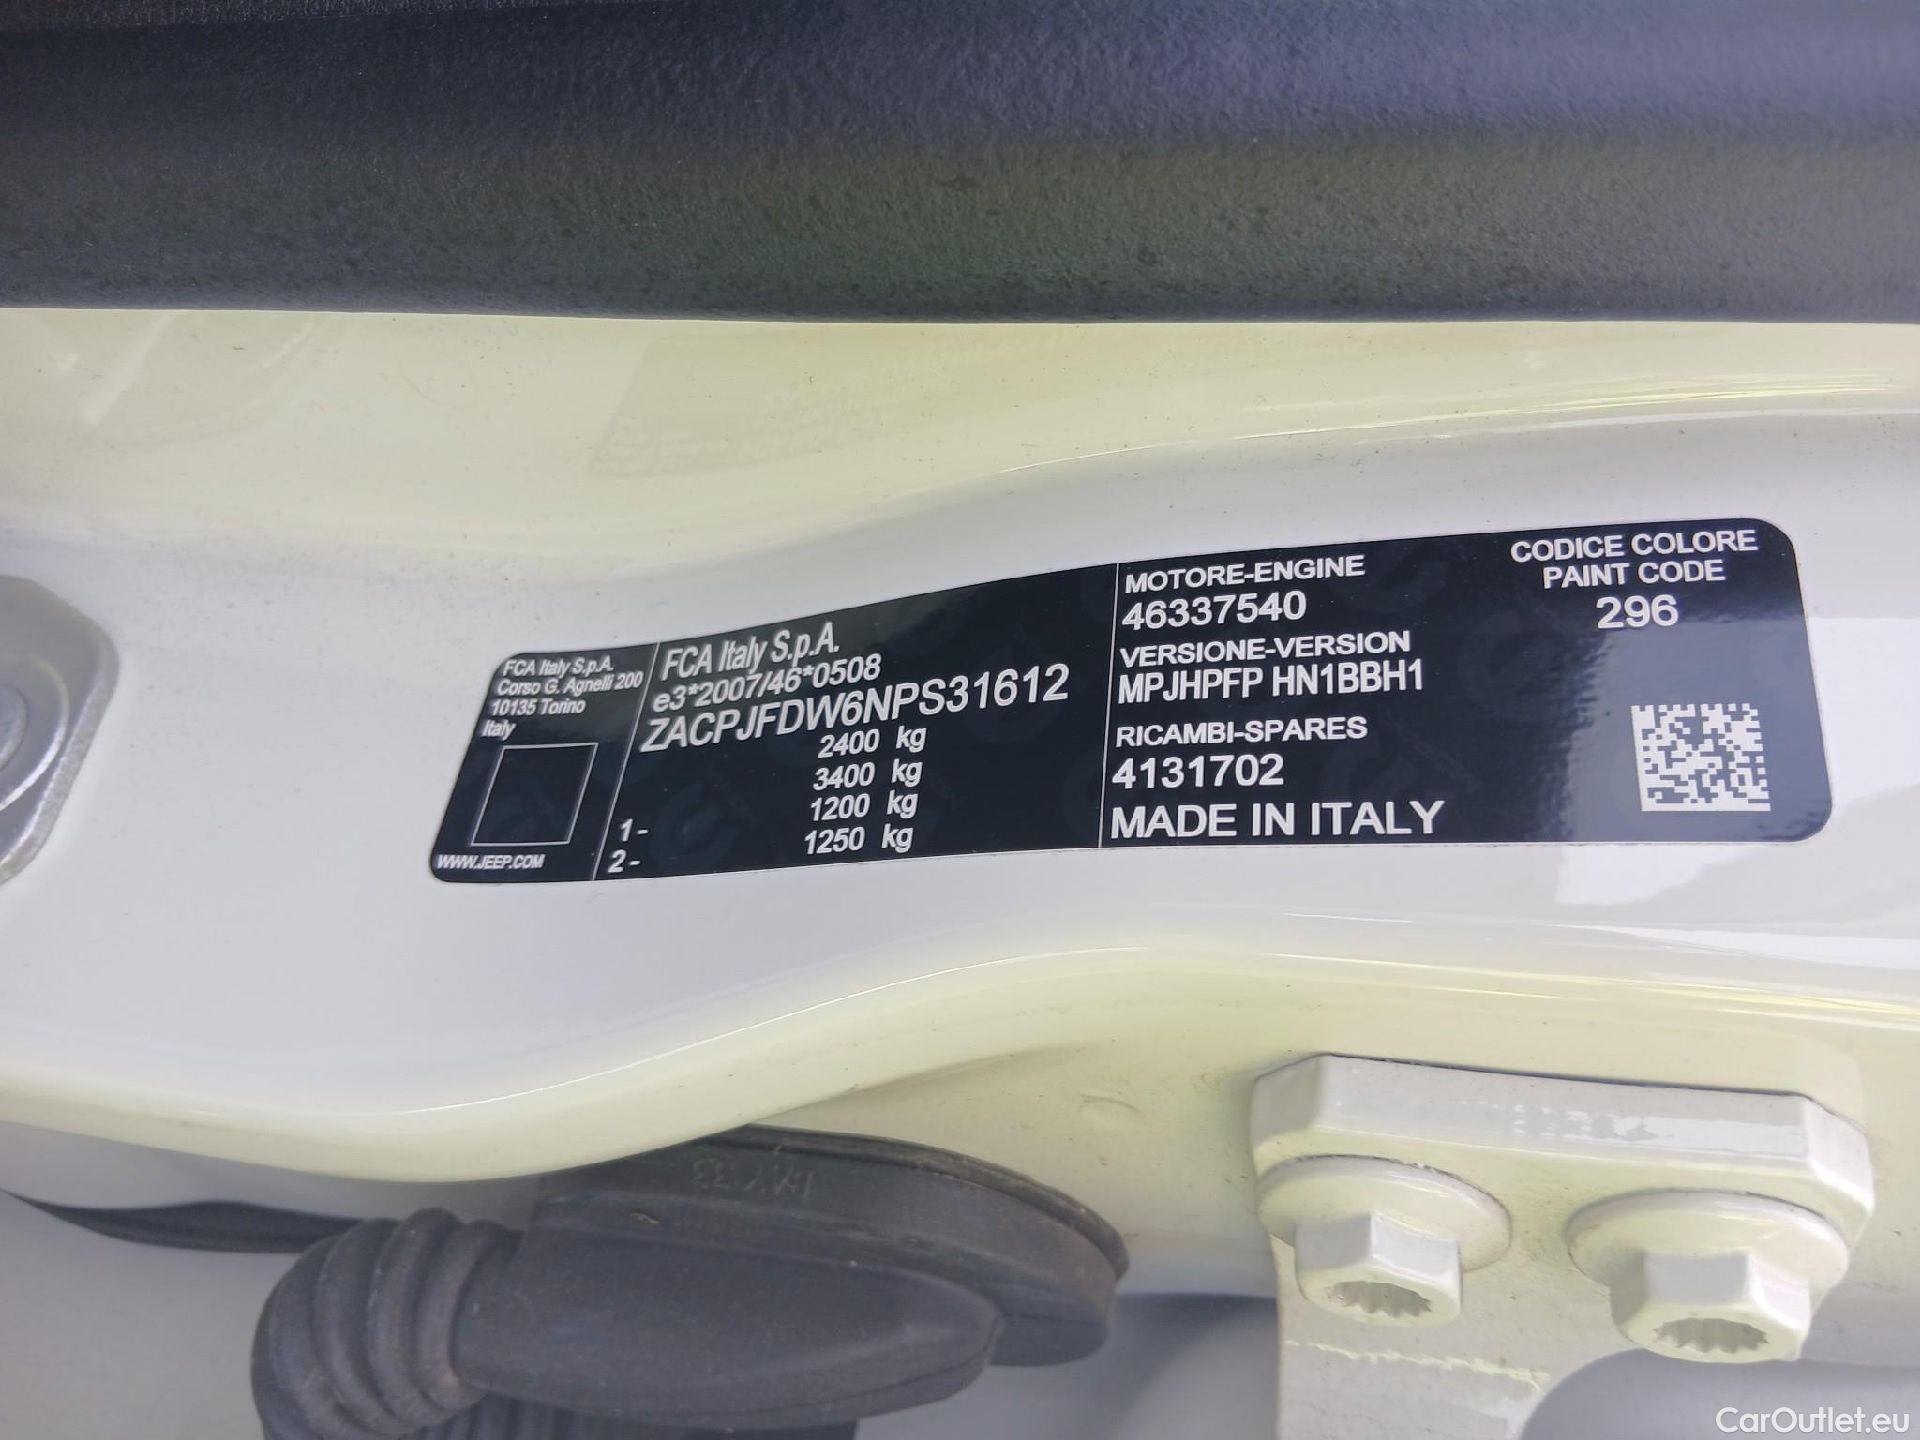 FCA Italy S.p.A.
Corso G. Agnelli 200
10135 Torino
Italy
WWW.JEEP.COM
FCA Italy S.p.A.
e3*2007/46*0508
ZACPJFDW6NPS31612
2400 kg
3400 kg
1- 1200 kg
2- 1250 kg
MOTORE-ENGINE
46337540
VERSIONE-VERSION
MPJHPFP HN1BBH1
RICAMBI-SPARES
4131702
MADE IN ITALY
CODICE COLORE
PAINT CODE
296
CarOutlet.eu